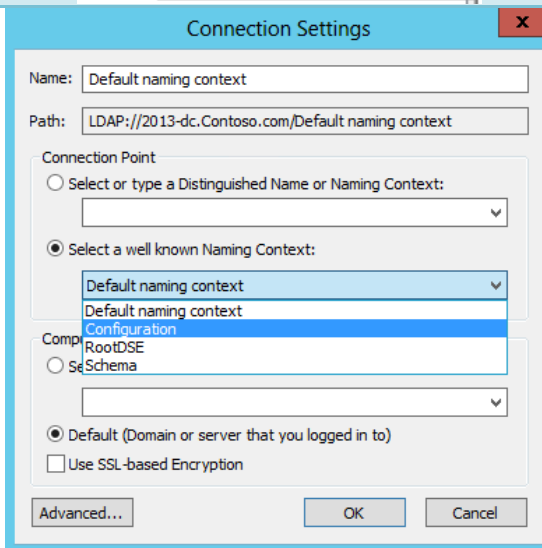 Connection Settings
x
Name: Default naming context
Path: LDAP://2013-dc.Contoso.com/Default naming context
Connection Point
Select or type a Distinguished Name or Naming Context:
Select a well known Naming Context:
Default naming context
Default naming context
Configuration
RootDSE
Schema
Default (Domain or server that you logged in to)
Use SSL-based Encryption
Advanced...
OK
Cancel